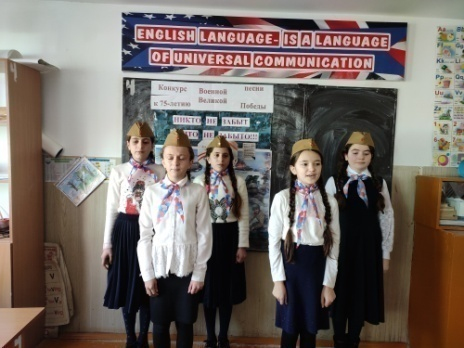 ENGLISH LANGUAGE- IS A LANGUAGE
OF UNIVERSAL COMMUNICATION
Конкурс Военной песни
к 75-летию Великой Победы
НИКТО НЕ ЗАБЫТ
НЕ ЗАБЫТО!!!